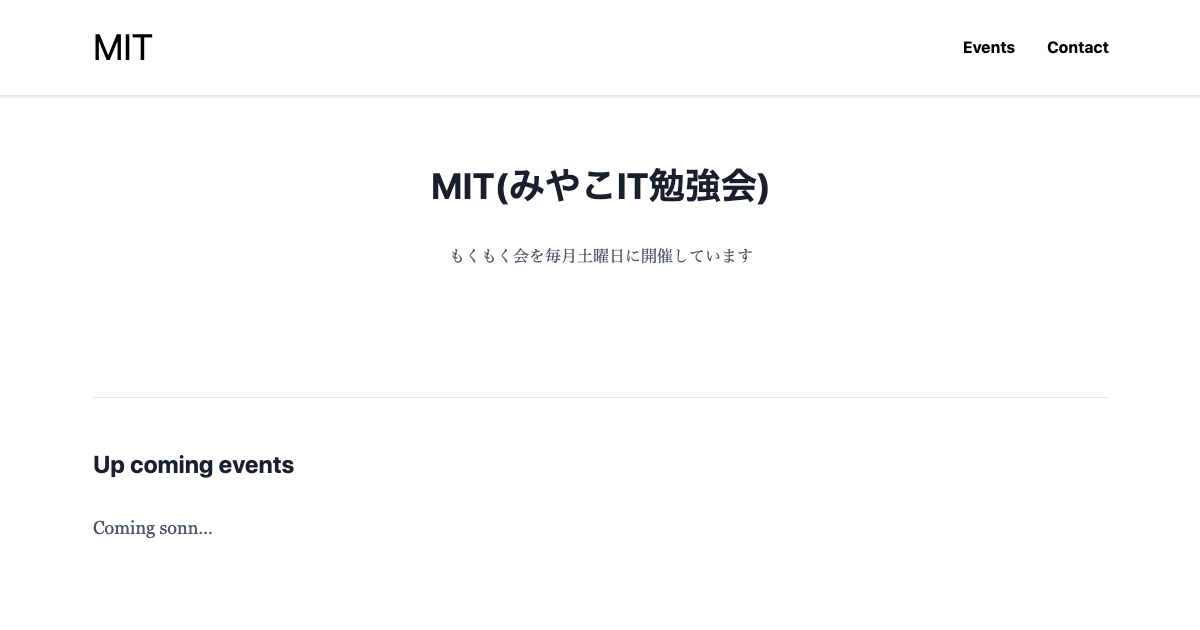 MIT
Events
Contact
MIT(みやこIT勉強会)
もくもく会を毎月土曜日に開催しています
Up coming events
Coming sonn...